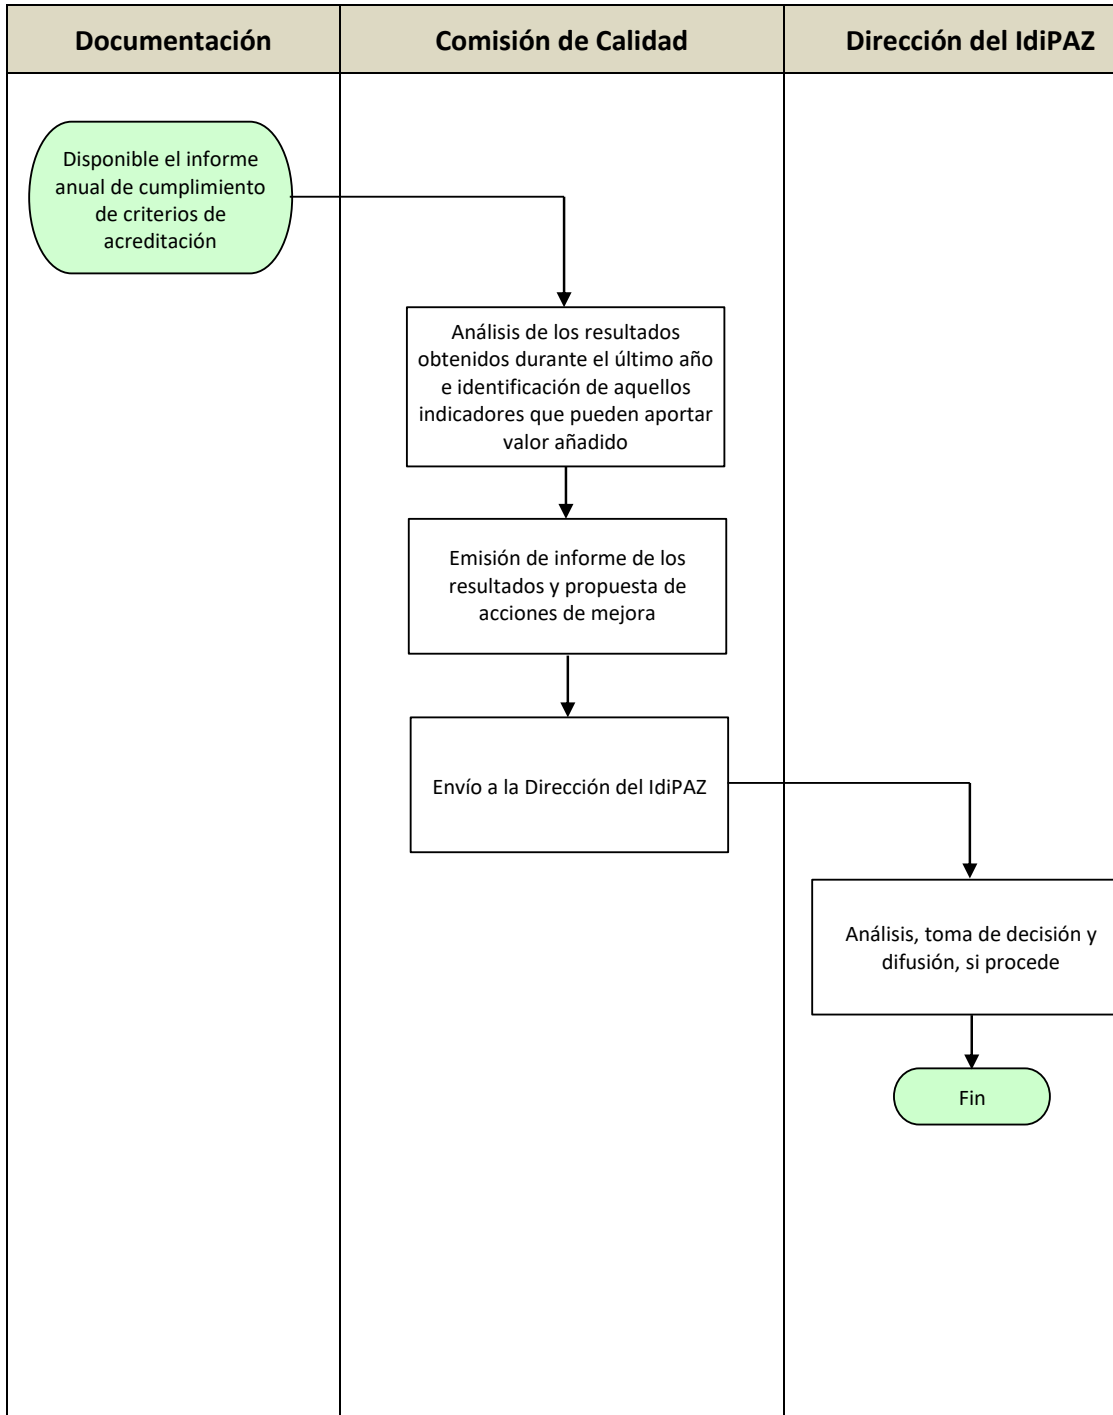 Documentación
Comisión de Calidad
Dirección del IdiPAZ
Disponible el informe
anual de cumplimiento
de criterios de
acreditación
Análisis de los resultados
obtenidos durante el último año
e identificación de aquellos
indicadores que pueden aportar
valor añadido
Emisión de informe de los
resultados y propuesta de
acciones de mejora
Envío a la Dirección del IdiPAZ
Análisis, toma de decisión y
difusión, si procede
Fin